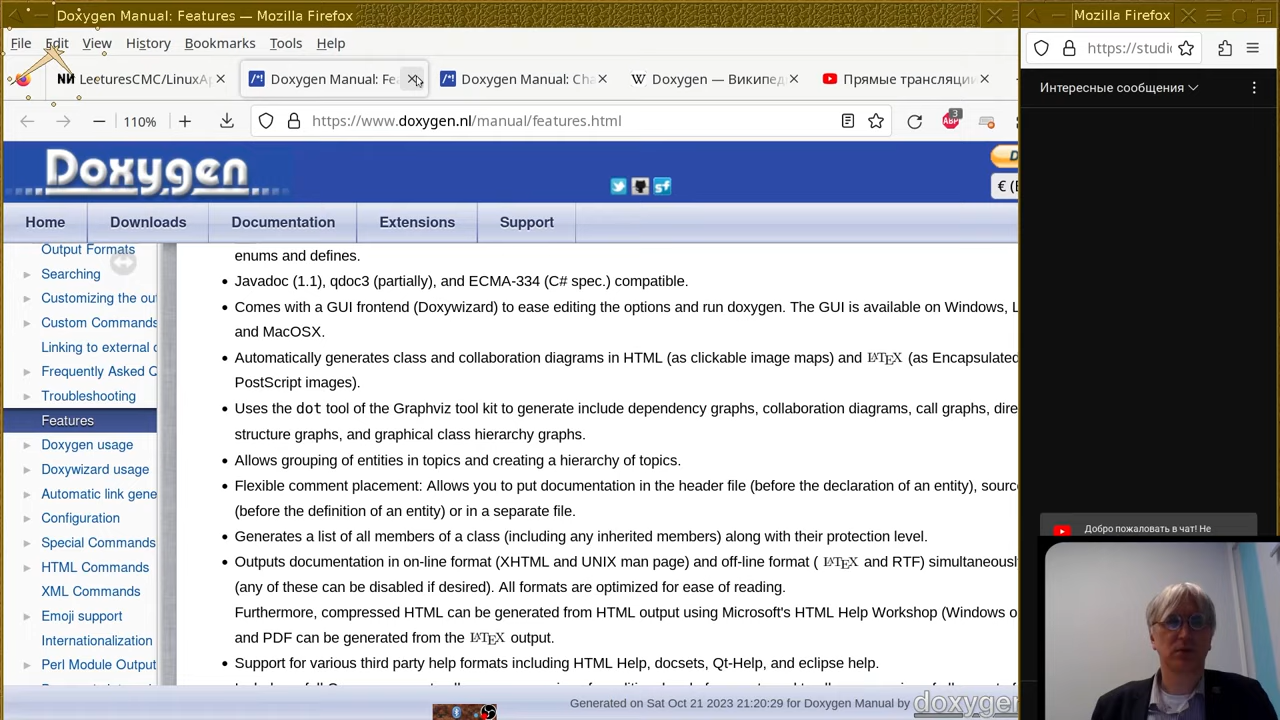 Doxygen Manual: Features — Mozilla Firefox
Mozilla Firefox
File Edit View History Bookmarks Tools Help
https://studi
LecturesCMC/LinuxAp
Doxygen Manual: Fea
Doxygen Manual: Cha
Doxygen — Википед
Прямые трансляции
Интересные сообщения
110%
https://www.doxygen.nl/manual/features.html
ABP
3
Doxygen
D
€ (E
Home Downloads Documentation Extensions Support
Output Formats
Searching
Customizing the ou
Custom Commands
Linking to external
Frequently Asked Q
Troubleshooting
Features
Doxygen usage
Doxywizard usage
Automatic link gene
Configuration
Special Commands
HTML Commands
XML Commands
Emoji support
Internationalization
Perl Module Output
enums and defines.
• Javadoc (1.1), qdoc3 (partially), and ECMA-334 (C# spec.) compatible.
• Comes with a GUI frontend (Doxywizard) to ease editing the options and run doxygen. The GUI is available on Windows, L
and MacOSX.
• Automatically generates class and collaboration diagrams in HTML (as clickable image maps) and LATEX (as Encapsulated
PostScript images).
• Uses the dot tool of the Graphviz tool kit to generate include dependency graphs, collaboration diagrams, call graphs, dire
structure graphs, and graphical class hierarchy graphs.
• Allows grouping of entities in topics and creating a hierarchy of topics.
• Flexible comment placement: Allows you to put documentation in the header file (before the declaration of an entity), sourc
(before the definition of an entity) or in a separate file.
• Generates a list of all members of a class (including any inherited members) along with their protection level.
• Outputs documentation in on-line format (XHTML and UNIX man page) and off-line format ( LATEX and RTF) simultaneousl
(any of these can be disabled if desired). All formats are optimized for ease of reading.
Furthermore, compressed HTML can be generated from HTML output using Microsoft's HTML Help Workshop (Windows o
and PDF can be generated from the LATEX output.
• Support for various third party help formats including HTML Help, docsets, Qt-Help, and eclipse help.
Добро пожаловать в чат! Не
Generated on Sat Oct 21 2023 21:20:29 for Doxygen Manual by doxygen